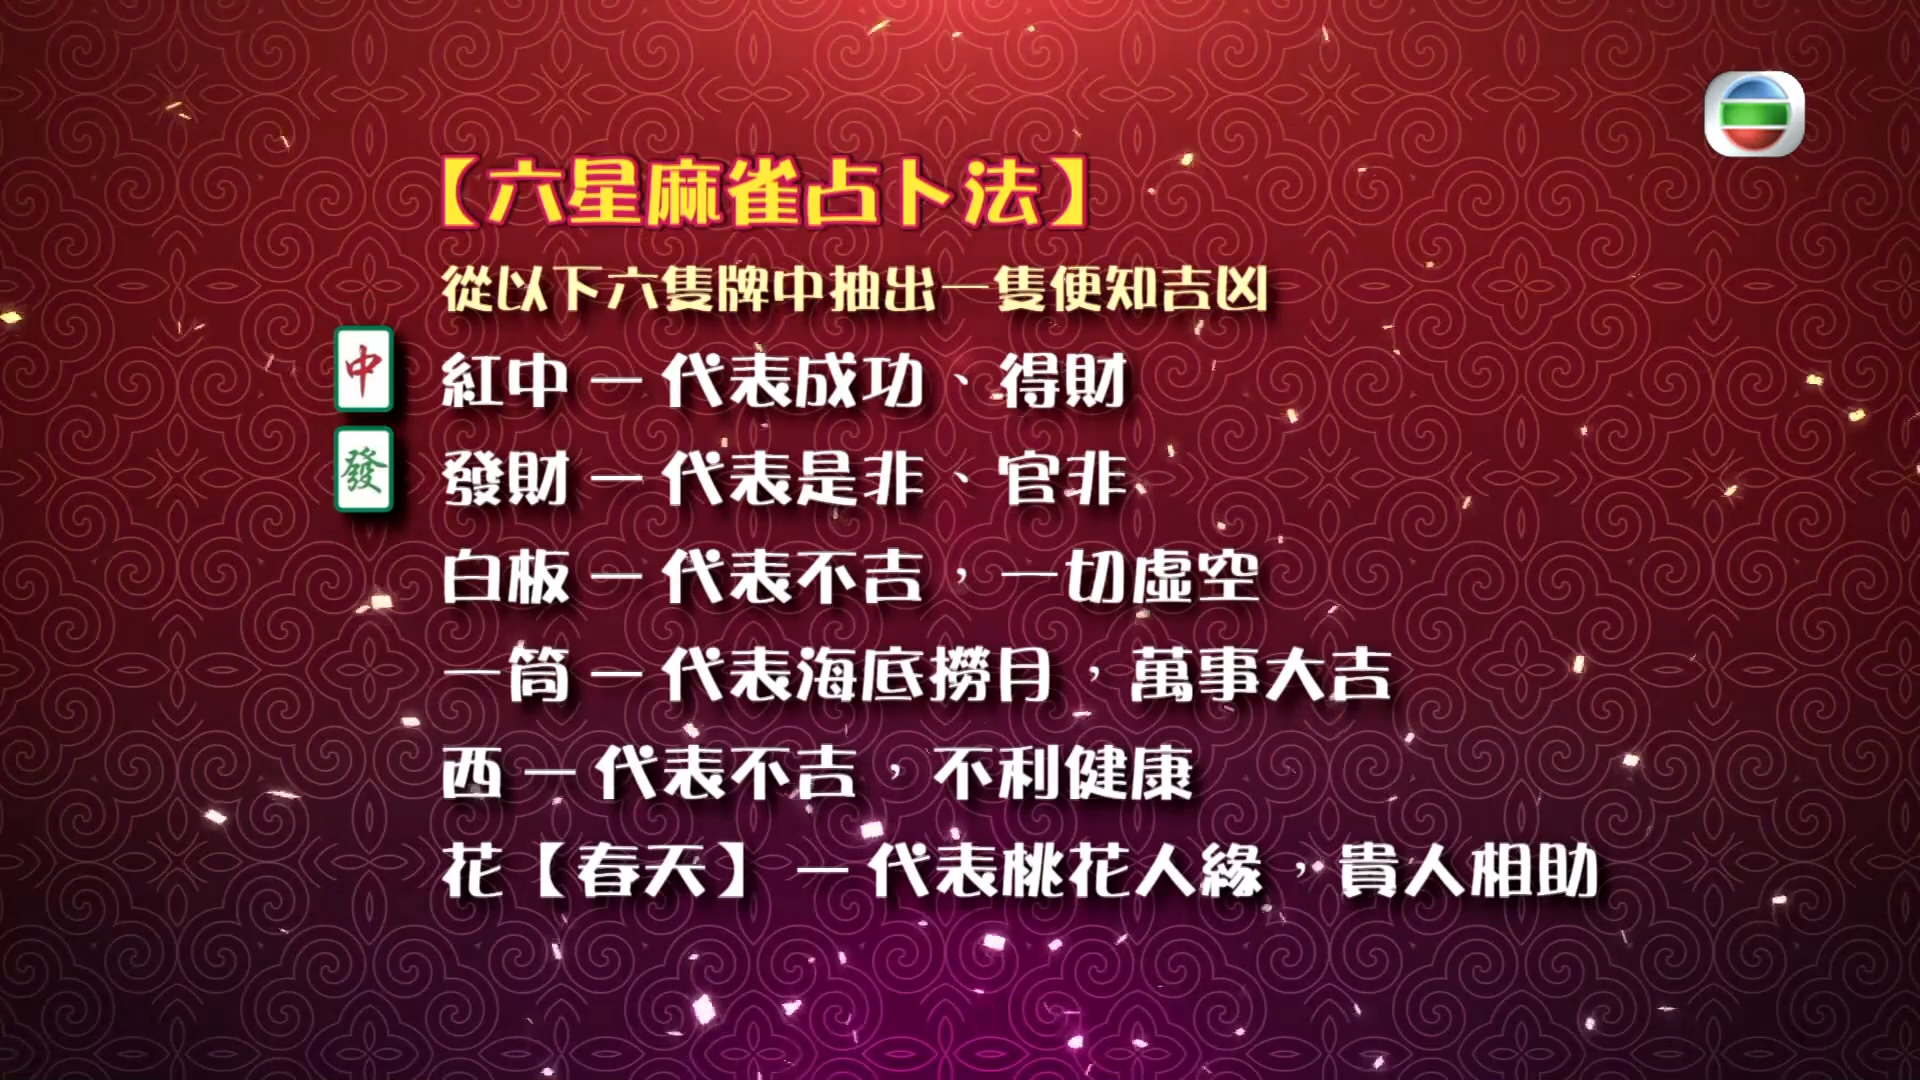 【六星麻雀占卜法】
從以下六隻牌中抽出一隻便知吉凶
中
紅中 — 代表成功、得財
發
發財 — 代表是非、官非
白板 — 代表不吉，一切虛空
一筒 — 代表海底撈月，萬事大吉
西 — 代表不吉，不利健康
花【春天】 — 代表桃花人緣，貴人相助